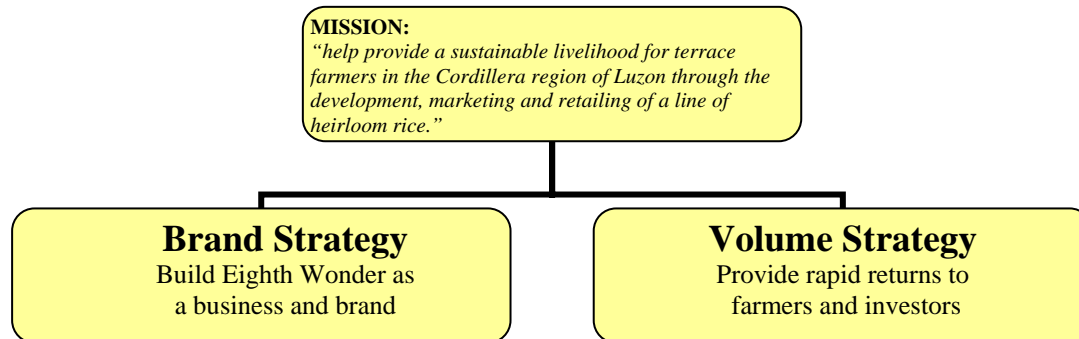 MISSION:
“help provide a sustainable livelihood for terrace
farmers in the Cordillera region of Luzon through the
development, marketing and retailing of a line of
heirloom rice.”
Brand Strategy
Build Eighth Wonder as
a business and brand
Volume Strategy
Provide rapid returns to
farmers and investors